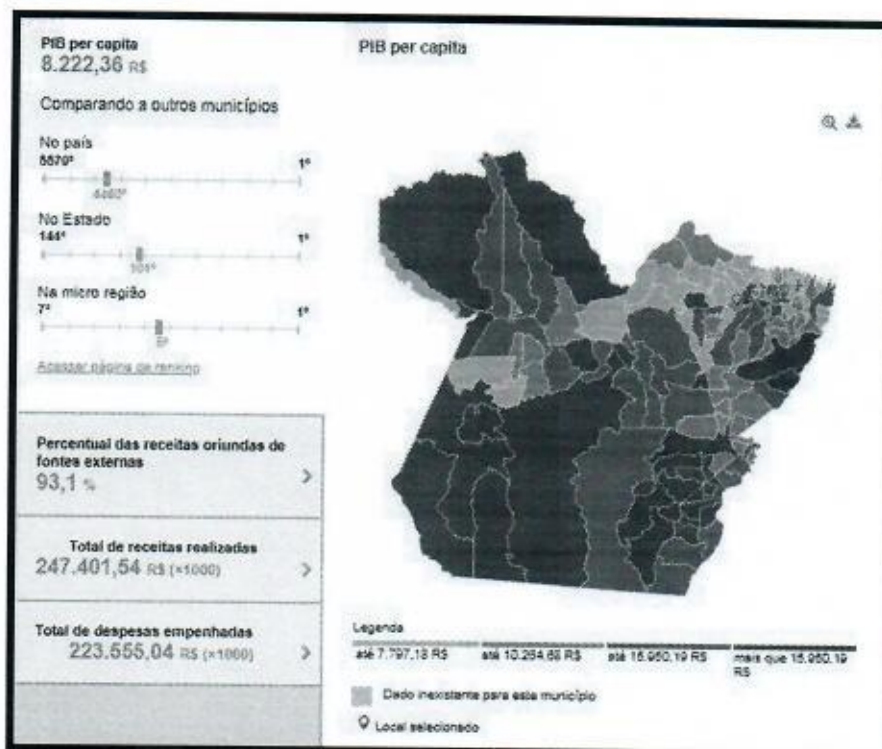 PIB per capita
8.222,36 R$
Comparando a outros municípios
No país
5570º 1º
No Estado
144º 1º
101º
Na micro região
7º 1º
Acessar página de ranking
Percentual das receitas oriundas de
fontes externas
93,1 %
Total de receitas realizadas
247.401,54 R$ (×1000)
Total de despesas empenhadas
223.555,04 R$ (×1000)
PIB per capita
Legenda
até 7.797,18 R$ até 10.264,68 R$ até 15.950,19 R$ mais que 15.950,19
R$
Dado inexistente para este município
Local selecionado